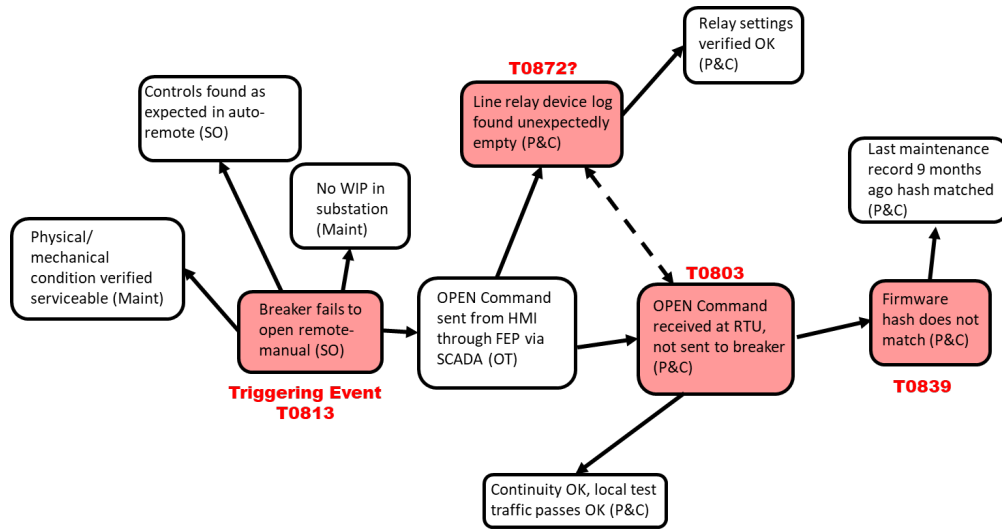 Relay settings
verified OK
(P&C)
T0872?
Controls found as
expected in auto-
remote (SO)
Line relay device log
found unexpectedly
empty (P&C)
Last maintenance
record 9 months
ago hash matched
(P&C)
No WIP in
substation
(Maint)
Physical/
mechanical
condition verified
serviceable (Maint)
T0803
Breaker fails to
open remote-
manual (SO)
OPEN Command
sent from HMI
through FEP via
SCADA (OT)
OPEN Command
received at RTU,
not sent to breaker
(P&C)
Firmware
hash does not
match (P&C)
Triggering Event
T0813
T0839
Continuity OK, local test
traffic passes OK (P&C)